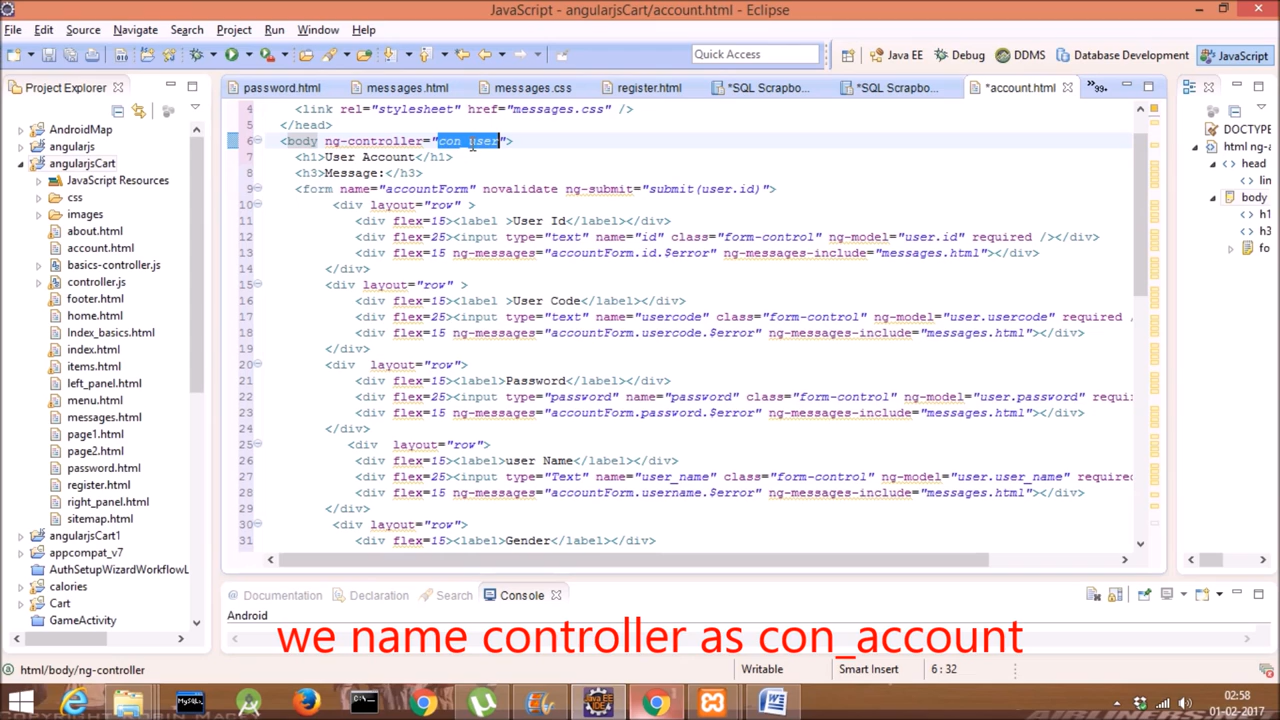 JavaScript - angularjsCart/account.html - Eclipse
File Edit Source Navigate Search Project Run Window Help
Quick Access
Java EE Debug DDMS Database Development JavaScript
Project Explorer
AndroidMap
angularjs
angularjsCart
JavaScript Resources
css
images
about.html
account.html
basics-controller.js
controller.js
footer.html
home.html
Index_basics.html
index.html
items.html
left_panel.html
menu.html
messages.html
page1.html
page2.html
password.html
register.html
right_panel.html
sitemap.html
angularjsCart1
appcompat_v7
AuthSetupWizardWorkflowL
calories
Cart
GameActivity
password.html messages.html messages.css register.html *SQL Scrapbo... *SQL Scrapbo... *account.html »99+
4 <link rel="stylesheet" href="messages.css" />
5 </head>
6 <body ng-controller="con_user">
7 <h1>User Account</h1>
8 <h3>Message:</h3>
9 <form name="accountForm" novalidate ng-submit="submit(user.id)">
10 <div layout="row" >
11 <div flex=15><label >User Id</label></div>
12 <div flex=25><input type="text" name="id" class="form-control" ng-model="user.id" required /></div>
13 <div flex=15 ng-messages="accountForm.id.$error" ng-messages-include="messages.html"></div>
14 </div>
15 <div layout="row" >
16 <div flex=15><label >User Code</label></div>
17 <div flex=25><input type="text" name="usercode" class="form-control" ng-model="user.usercode" required /
18 <div flex=15 ng-messages="accountForm.usercode.$error" ng-messages-include="messages.html"></div>
19 </div>
20 <div layout="row">
21 <div flex=15><label>Password</label></div>
22 <div flex=25><input type="password" name="password" class="form-control" ng-model="user.password" requir
23 <div flex=15 ng-messages="accountForm.password.$error" ng-messages-include="messages.html"></div>
24 </div>
25 <div layout="row">
26 <div flex=15><label>user Name</label></div>
27 <div flex=25><input type="Text" name="user_name" class="form-control" ng-model="user.user_name" required
28 <div flex=15 ng-messages="accountForm.username.$error" ng-messages-include="messages.html"></div>
29 </div>
30 <div layout="row">
31 <div flex=15><label>Gender</label></div>
DOCTYPE
html ng-a
head
lin
body
h1
h3
fo
Documentation Declaration Search Console
Android
we name controller as con_account
html/body/ng-controller
Writable
Smart Insert
6 : 32
02:58
01-02-2017